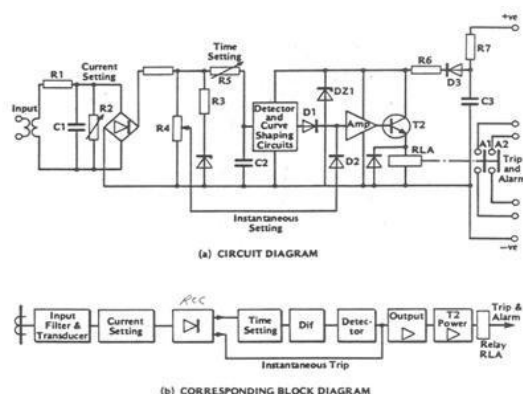 +ve
R1
Current
Setting
Time
Setting
R5
R6
R7
D3
Input
C1
R2
R4
R3
C2
Detector
and
Curve
Shaping
Circuits
DZ1
D1
Amp
T2
D2
RLA
C3
A1 A2
Trip
and
Alarm
Instantaneous
Setting
-ve
(a) CIRCUIT DIAGRAM
RCC
Input
Filter &
Transducer
Current
Setting
Time
Setting
Dif
Detec-
tor
Output
T2
Power
Trip &
Alarm
Relay
RLA
Instantaneous Trip
(b) CORRESPONDING BLOCK DIAGRAM